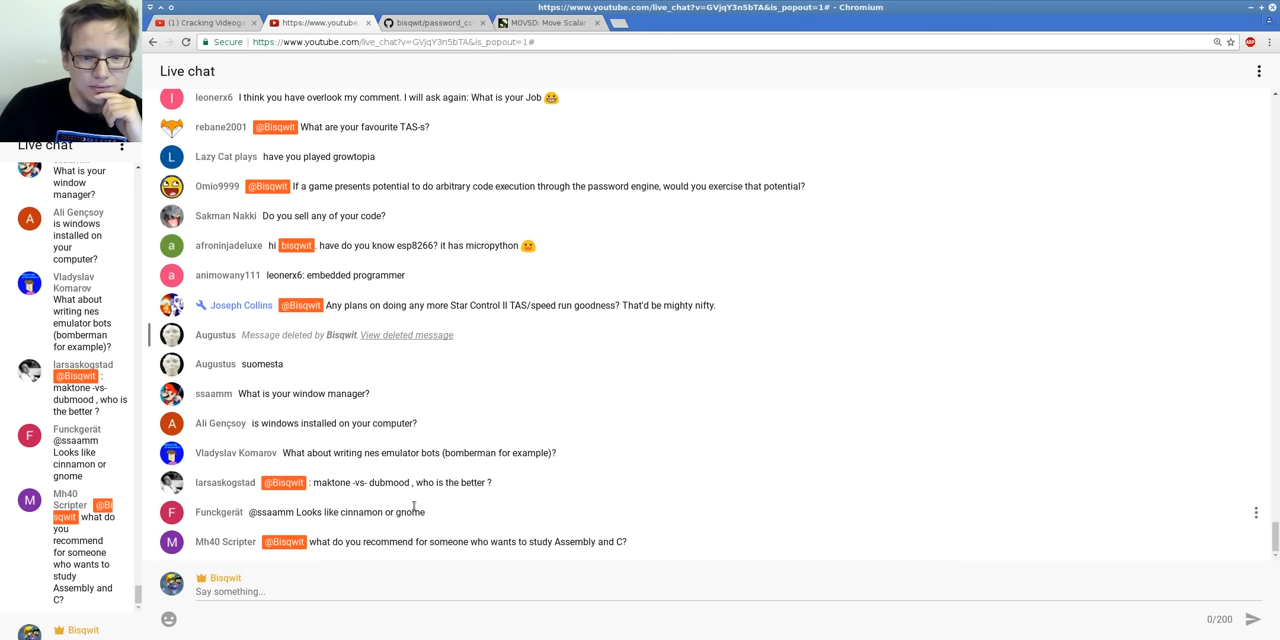 https://www.youtube.com/live_chat?v=GVjqY3n5bTA&is_popout=1# - Chromium
(1) Cracking Videog
https://www.youtube.
bisqwit/password_co
MOVSD: Move Scalar
Secure
https://www.youtube.com/live_chat?v=GVjqY3n5bTA&is_popout=1#
ABP
Live chat
l
leonerx6 I think you have overlook my comment. I will ask again: What is your Job
rebane2001 @Bisqwit What are your favourite TAS-s?
L
Lazy Cat plays have you played growtopia
Omio9999 @Bisqwit If a game presents potential to do arbitrary code execution through the password engine, would you exercise that potential?
Sakman Nakki Do you sell any of your code?
a
afroninjadeluxe hi bisqwit. have do you know esp8266? it has micropython
a
animowany111 leonerx6: embedded programmer
Joseph Collins @Bisqwit Any plans on doing any more Star Control II TAS/speed run goodness? That'd be mighty nifty.
Augustus Message deleted by Bisqwit. View deleted message
Augustus suomesta
ssaamm What is your window manager?
A
Ali Gençsoy is windows installed on your computer?
Vladyslav Komarov What about writing nes emulator bots (bomberman for example)?
larsaskogstad @Bisqwit : maktone -vs- dubmood , who is the better ?
F
Funckgerät @ssaamm Looks like cinnamon or gnome
M
Mh40 Scripter @Bisqwit what do you recommend for someone who wants to study Assembly and C?
Bisqwit
Say something...
0/200
Live chat
What is your
window
manager?
A
Ali Gençsoy
is windows
installed on
your
computer?
Vladyslav
Komarov
What about
writing nes
emulator bots
(bomberman
for example)?
larsaskogstad
@Bisqwit :
maktone -vs-
dubmood , who is
the better ?
F
Funckgerät
@ssaamm
Looks like
cinnamon or
gnome
M
Mh40
Scripter @Bi
sqwit what do
you
recommend
for someone
who wants to
study
Assembly and
C?
Bisqwit